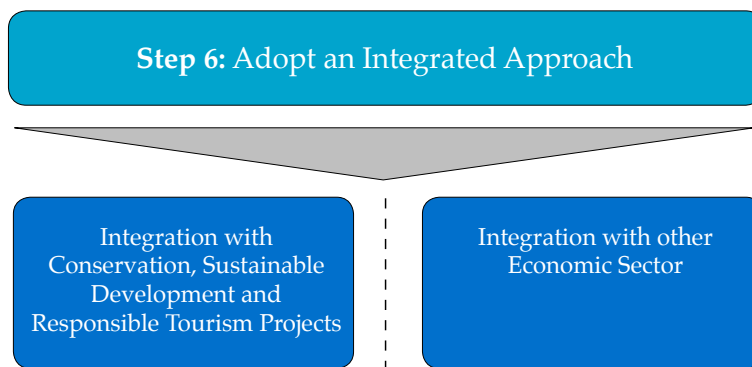 Step 6: Adopt an Integrated Approach
Integration with
Conservation, Sustainable
Development and
Responsible Tourism Projects
Integration with other
Economic Sector